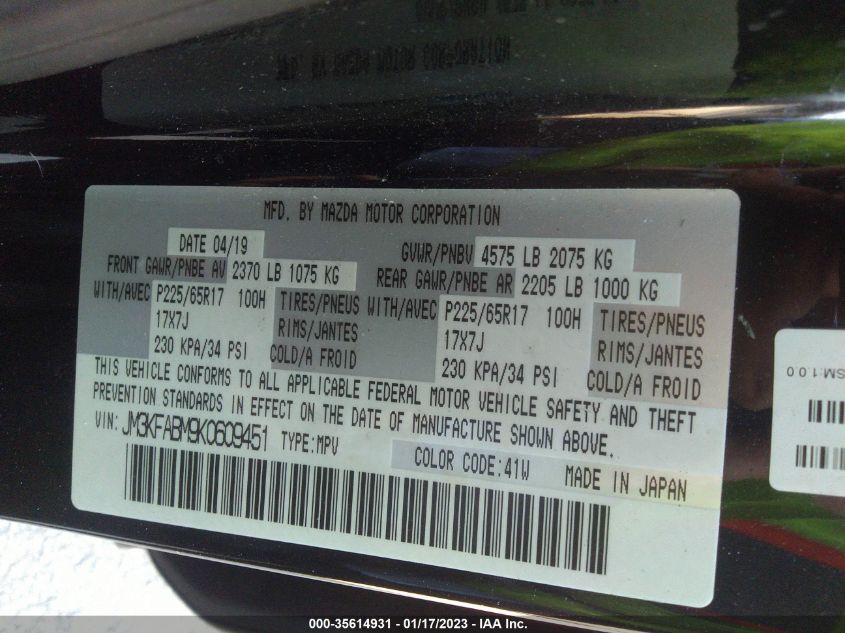 MFD. BY MAZDA MOTOR CORPORATION
DATE 04/19
GVWR/PNBV 4575 LB 2075 KG
FRONT GAWR/PNBE AV 2370 LB 1075 KG
REAR GAWR/PNBE AR 2205 LB 1000 KG
WITH/AVEC P225/65R17 100H TIRES/PNEUS
17X7J RIMS/JANTES
230 KPA/34 PSI COLD/A FROID
WITH/AVEC P225/65R17 100H TIRES/PNEUS
17X7J RIMS/JANTES
230 KPA/34 PSI COLD/A FROID
THIS VEHICLE CONFORMS TO ALL APPLICABLE FEDERAL MOTOR VEHICLE SAFETY AND THEFT
PREVENTION STANDARDS IN EFFECT ON THE DATE OF MANUFACTURE SHOWN ABOVE.
VIN: JM3KFABM9K0609451 TYPE:MPV
COLOR CODE:41W MADE IN JAPAN
SM:1.0.0
000-35614931 - 01/17/2023 - IAA Inc.